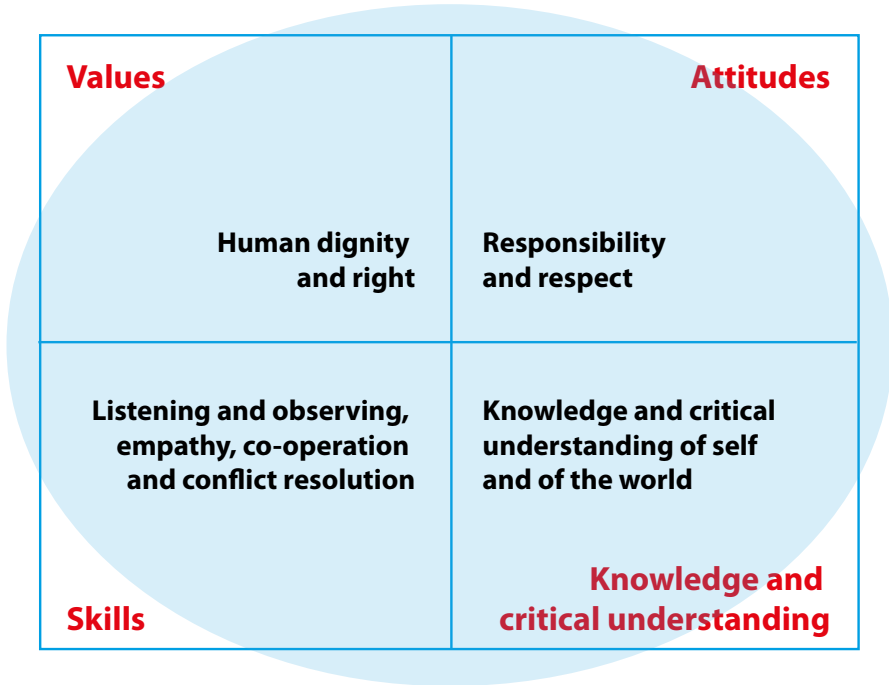 Values
Attitudes
Human dignity
and right
Responsibility
and respect
Listening and observing,
empathy, co-operation
and conflict resolution
Knowledge and critical
understanding of self
and of the world
Skills
Knowledge and
critical understanding